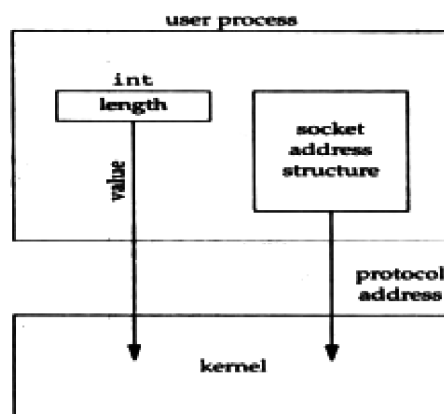 user process
int
length
value
socket
address
structure
protocol
address
kernel